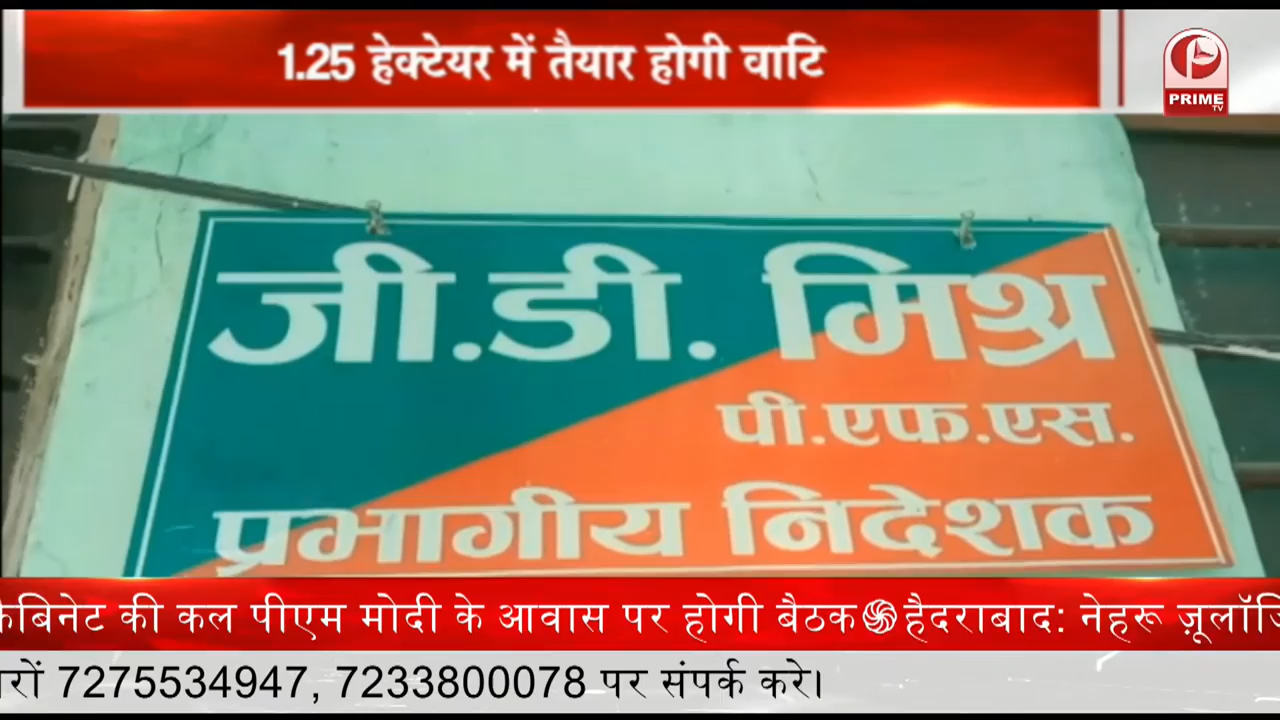 1.25 हेक्टेयर में तैयार होगी वाटि
PRIME
TV
जी.डी. मिश्र
पी.एफ.एस.
प्रभागीय निदेशक
की कल पीएम मोदी के आवास पर होगी बैठक हैदराबाद: नेहरू
7275534947, 7233800078 पर संपर्क करे।